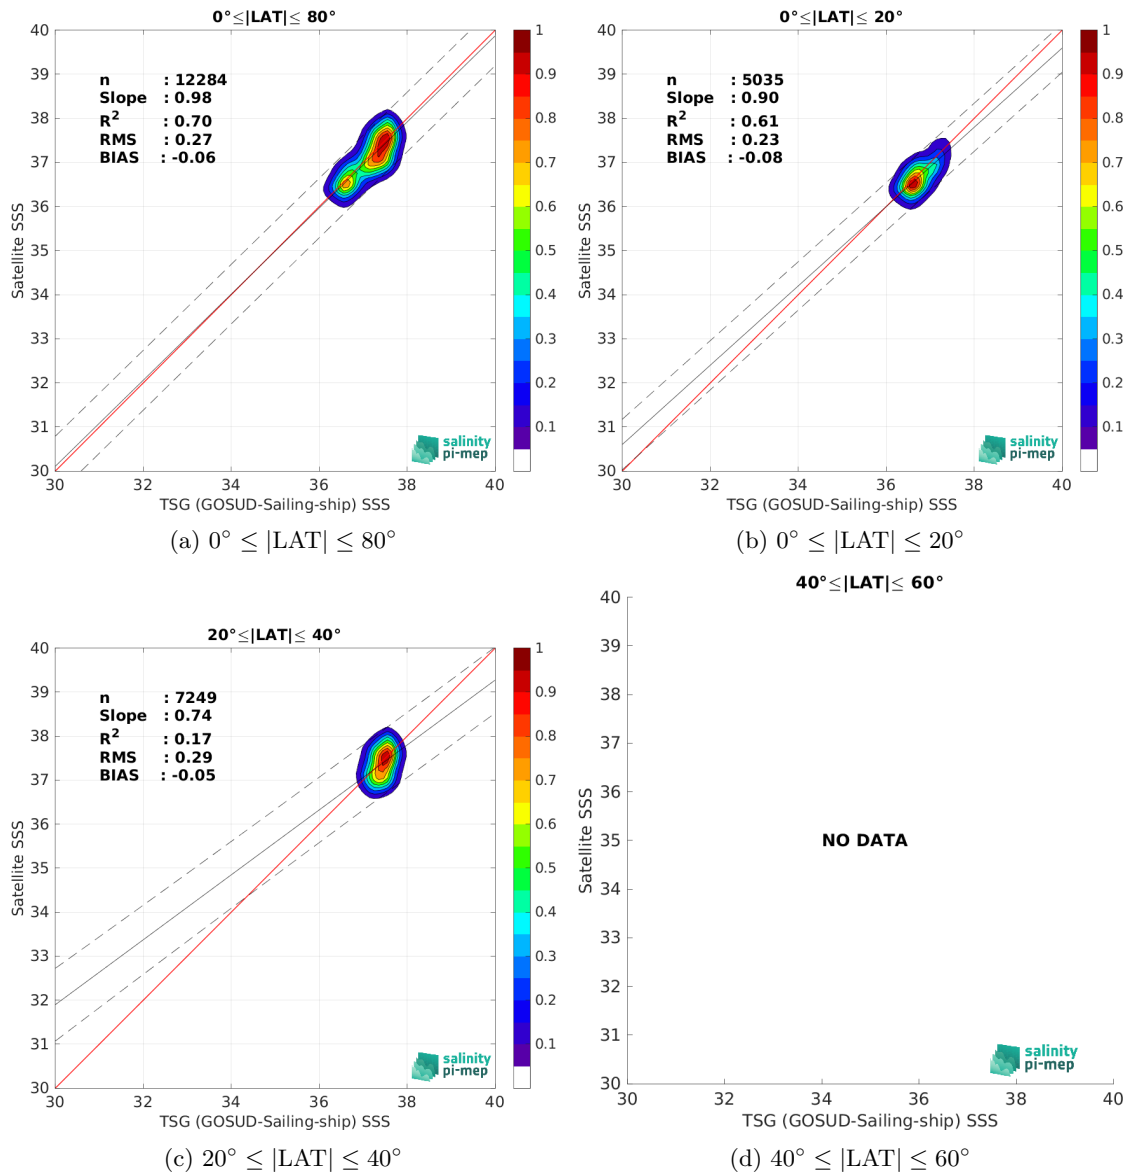 0°≤|LAT|≤ 80°
40
39
38
37
36
35
34
33
32
31
30
Satellite SSS
n : 12284
Slope : 0.98
R² : 0.70
RMS : 0.27
BIAS : -0.06
salinity
pi-mep
30 32 34 36 38 40
TSG (GOSUD-Sailing-ship) SSS
1
0.9
0.8
0.7
0.6
0.5
0.4
0.3
0.2
0.1
(a) 0° ≤ |LAT| ≤ 80°
0°≤|LAT|≤ 20°
40
39
38
37
36
35
34
33
32
31
30
Satellite SSS
n : 5035
Slope : 0.90
R² : 0.61
RMS : 0.23
BIAS : -0.08
salinity
pi-mep
30 32 34 36 38 40
TSG (GOSUD-Sailing-ship) SSS
1
0.9
0.8
0.7
0.6
0.5
0.4
0.3
0.2
0.1
(b) 0° ≤ |LAT| ≤ 20°
20°≤|LAT|≤ 40°
40
39
38
37
36
35
34
33
32
31
30
Satellite SSS
n : 7249
Slope : 0.74
R² : 0.17
RMS : 0.29
BIAS : -0.05
salinity
pi-mep
30 32 34 36 38 40
TSG (GOSUD-Sailing-ship) SSS
1
0.9
0.8
0.7
0.6
0.5
0.4
0.3
0.2
0.1
(c) 20° ≤ |LAT| ≤ 40°
40°≤|LAT|≤ 60°
40
39
38
37
36
35
34
33
32
31
30
Satellite SSS
NO DATA
salinity
pi-mep
30 32 34 36 38 40
TSG (GOSUD-Sailing-ship) SSS
(d) 40° ≤ |LAT| ≤ 60°